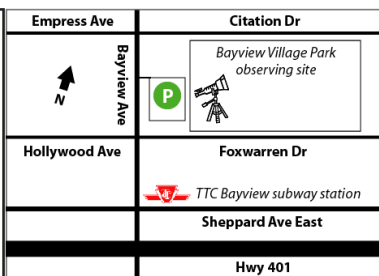 Empress Ave
Citation Dr
Bayview Ave
Bayview Village Park
observing site
N
P
Hollywood Ave
Foxwarren Dr
TTC Bayview subway station
Sheppard Ave East
Hwy 401